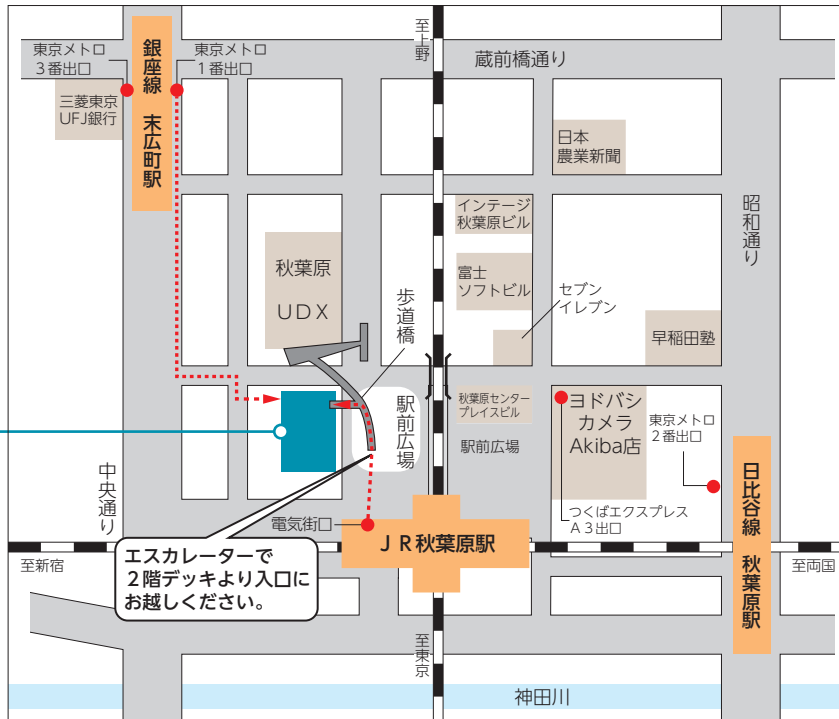 東京メトロ
3番出口
東京メトロ
1番出口
三菱東京
UFJ銀行
銀座線 末広町駅
至上野
蔵前橋通り
日本
農業新聞
昭和通り
インテージ
秋葉原ビル
秋葉原
UDX
富士
ソフトビル
セブン
イレブン
歩道橋
早稲田塾
駅前広場
秋葉原センター
プレイスビル
駅前広場
ヨドバシ
カメラ
Akiba店
東京メトロ
2番出口
中央通り
日比谷線 秋葉原駅
つくばエクスプレス
A3出口
電気街口
JR秋葉原駅
エスカレーターで
2階デッキより入口に
お越しください。
至新宿
至両国
至東京
神田川